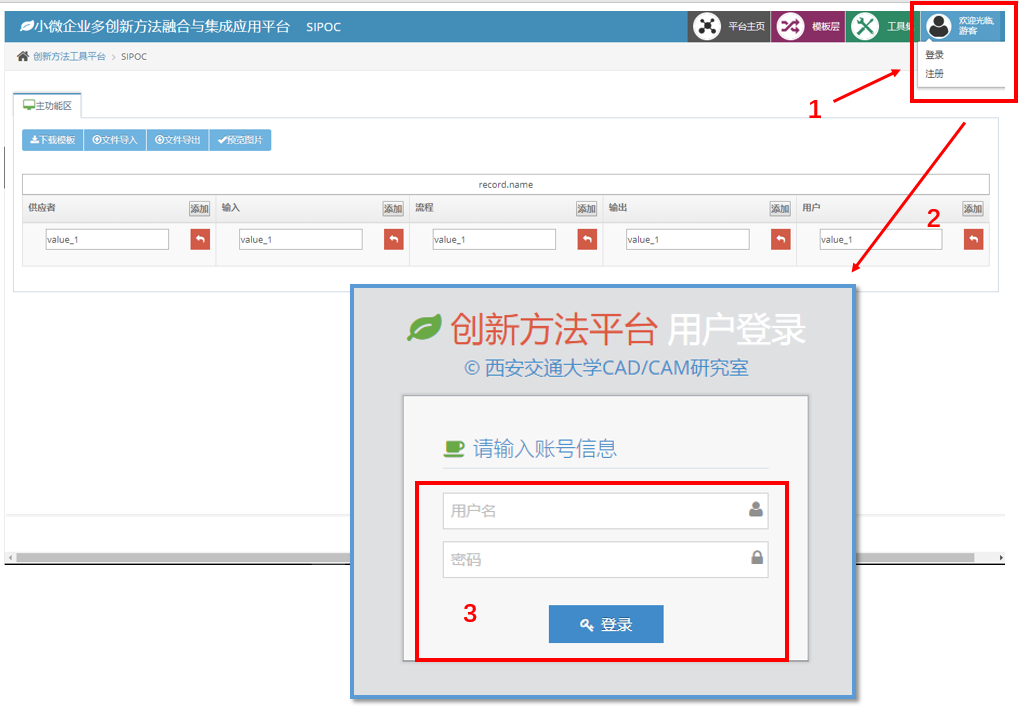 小微企业多创新方法融合与集成应用平台 SIPOC
平台主页 模板层 工具集 欢迎光临,
游客
创新方法工具平台 > SIPOC
登录
注册
1
主功能区
下载模板 文件导入 文件导出 预览图片
record.name
供应者 添加 输入 添加 流程 添加 输出 添加 用户 添加
2
value_1 value_1 value_1 value_1 value_1
创新方法平台 用户登录
© 西安交通大学CAD/CAM研究室
请输入账号信息
用户名
密码
3
登录